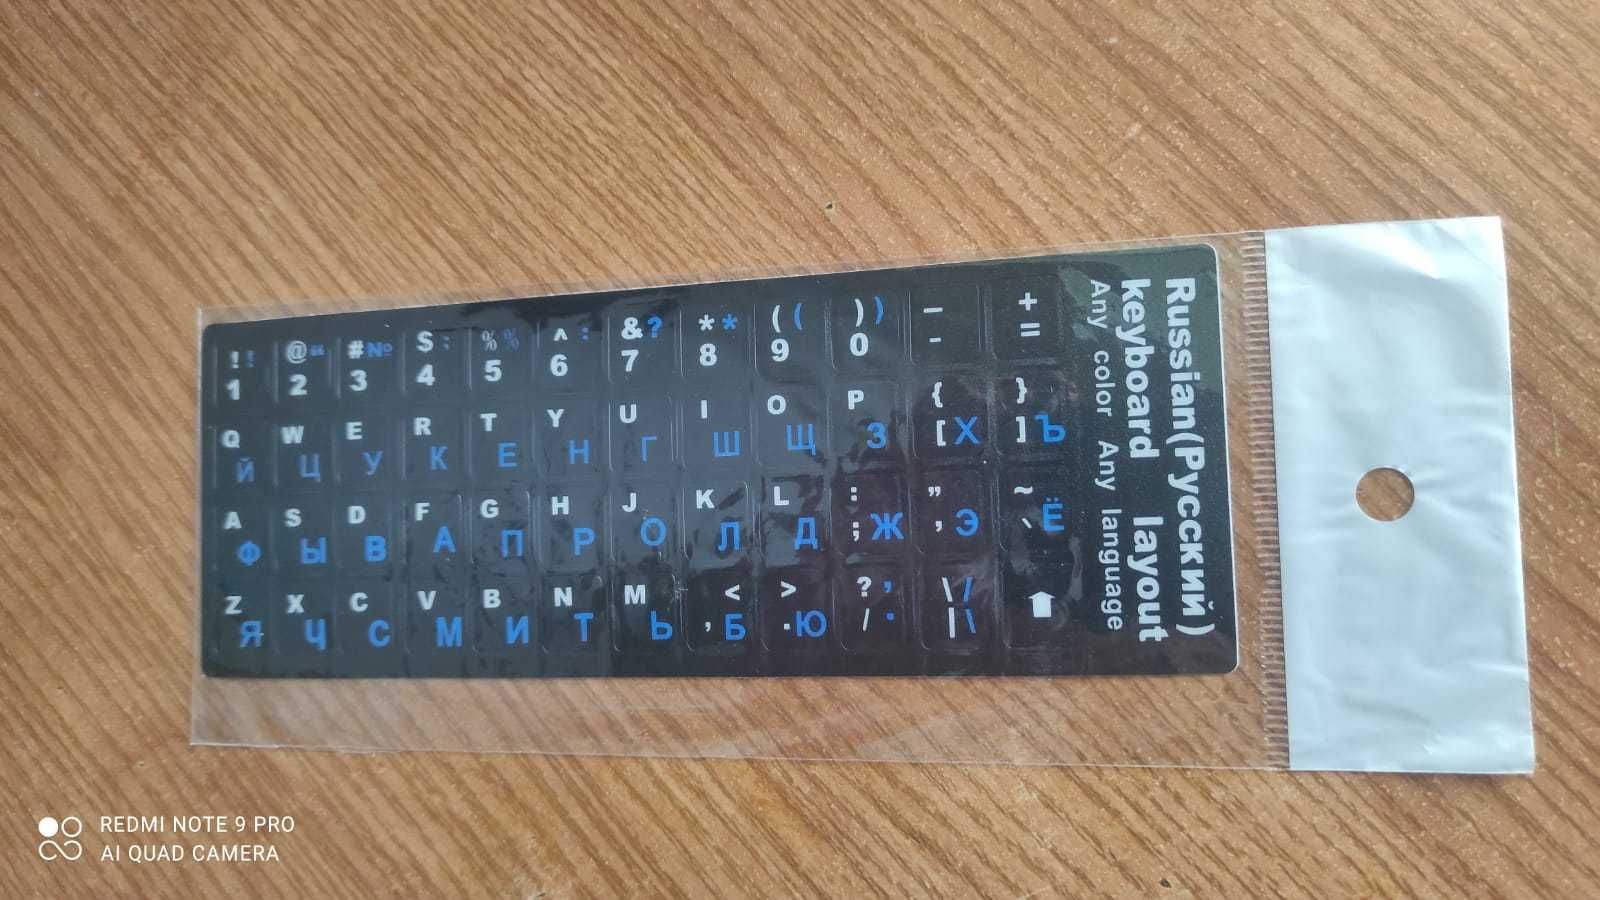 ! ! @ “ # № $ ; % % ^ : & ? * * ( ( ) ) _ +
1 2 3 4 5 6 7 8 9 0 - =
Q W E R T Y U I O P { }
Й Ц У К Е Н Г Ш Щ З [ Х ] Ъ
A S D F G H J K L : ” ~
Ф Ы В А П Р О Л Д ; Ж ’ Э ` Ё
Z X C V B N M < > ? , \ /
Я Ч С М И Т Ь , Б . Ю / . | \
Russian(Русский)
keyboard layout
Any color Any language
REDMI NOTE 9 PRO
AI QUAD CAMERA